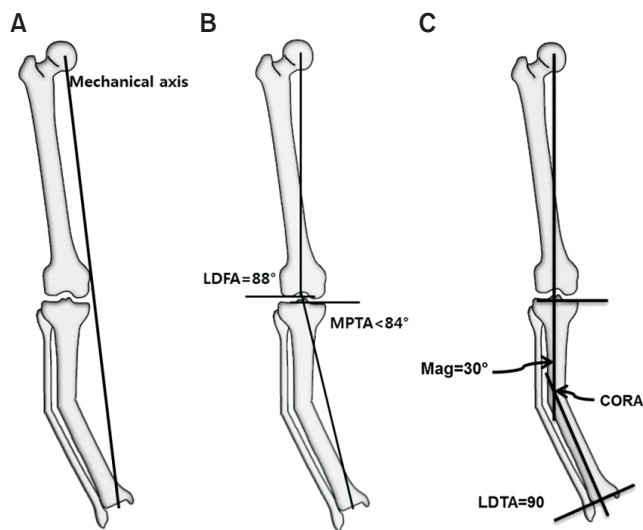 A
B
C
Mechanical axis
LDFA=88°
MPTA<84°
Mag=30°
CORA
LDTA=90